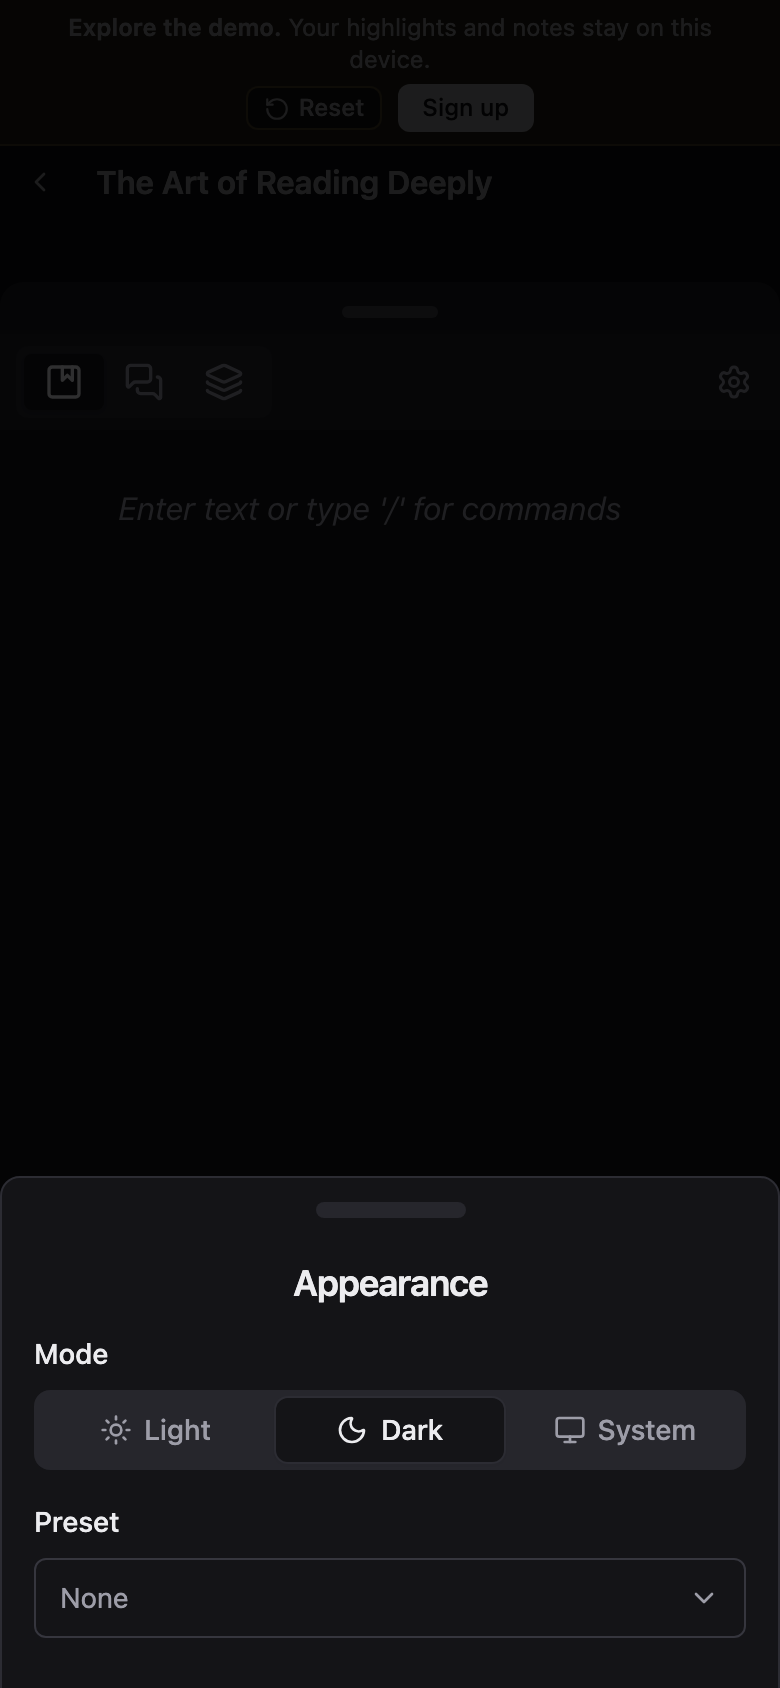 Explore the demo. Your highlights and notes stay on this
device.
Reset
Sign up
The Art of Reading Deeply
Enter text or type '/' for commands
Appearance
Mode
Light
Dark
System
Preset
None